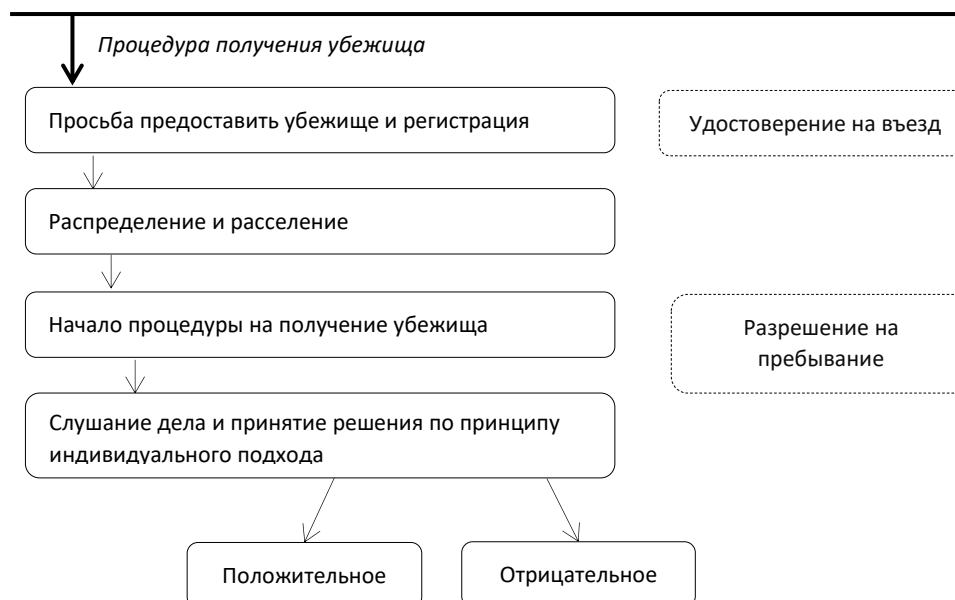 Процедура получения убежища
Просьба предоставить убежище и регистрация
Удостоверение на въезд
Распределение и расселение
Начало процедуры на получение убежища
Разрешение на
пребывание
Слушание дела и принятие решения по принципу
индивидуального подхода
Положительное
Отрицательное